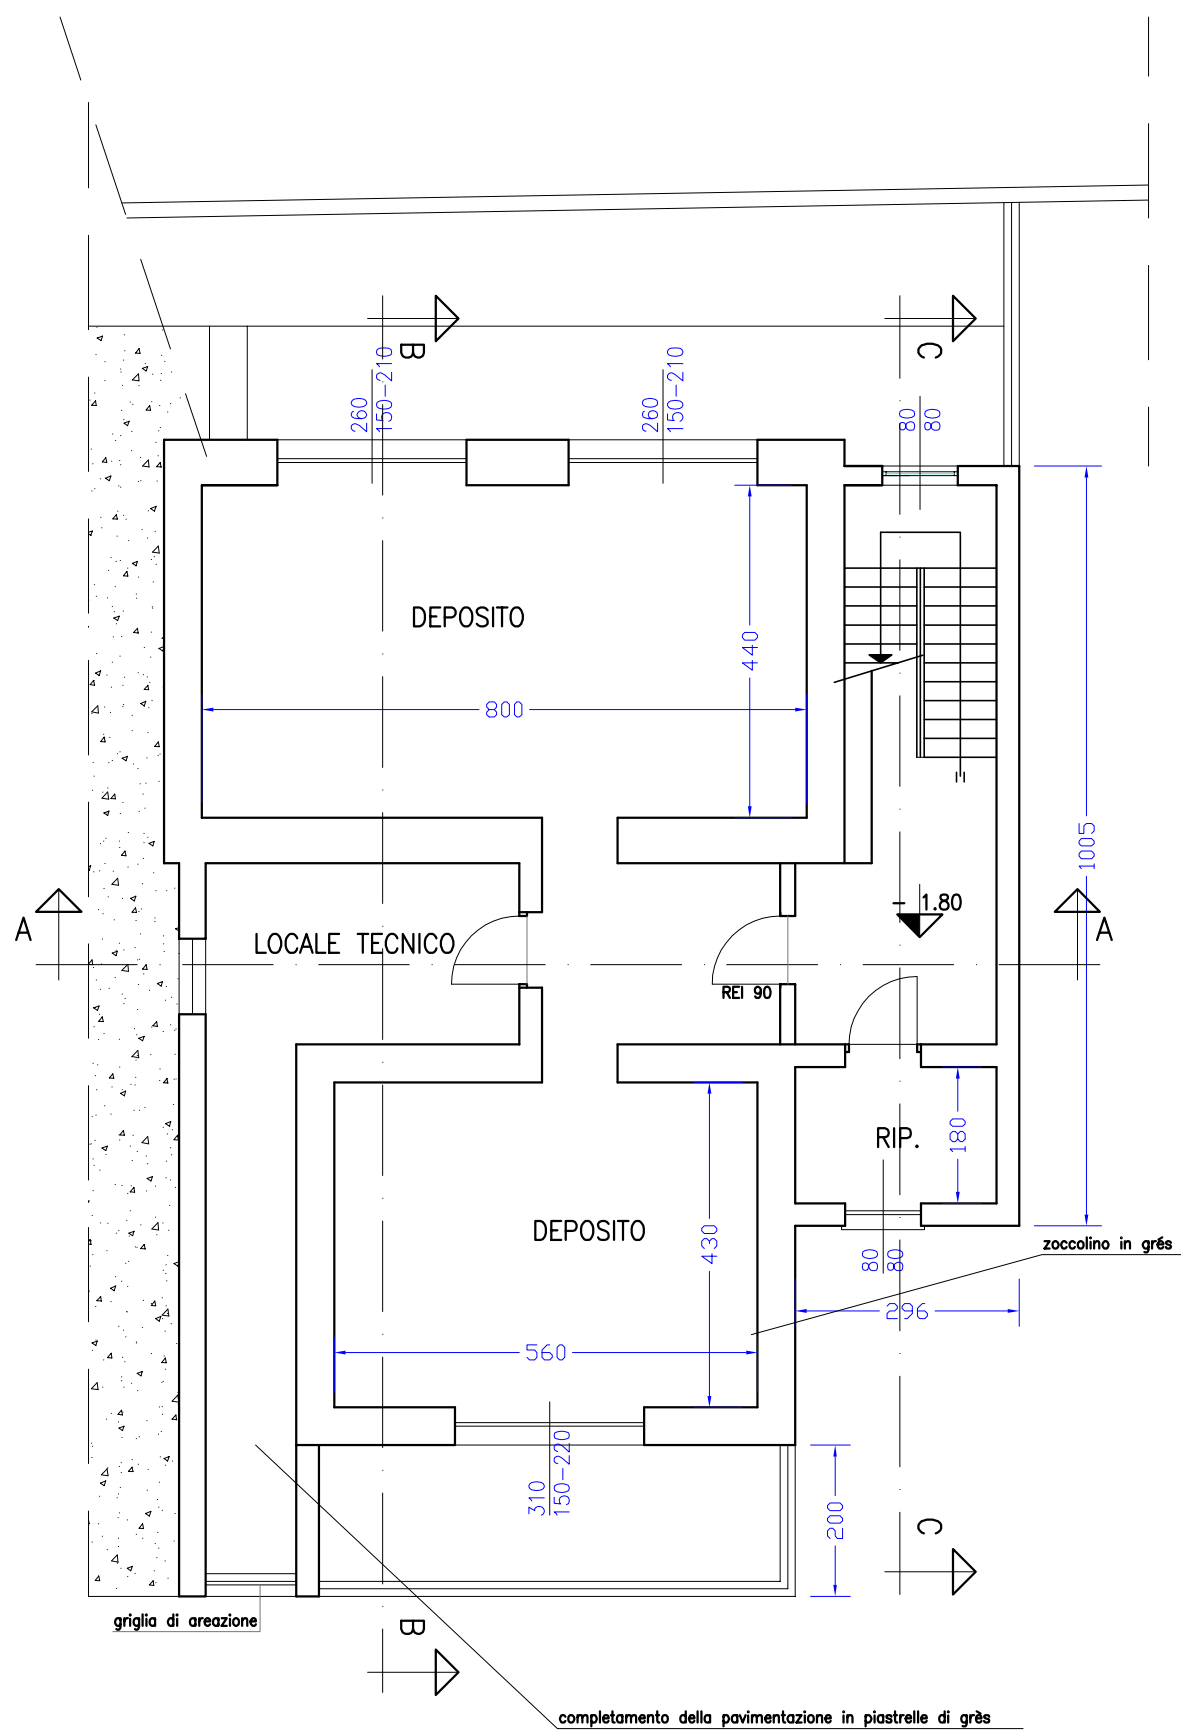 B
C
260
150-210
260
150-210
80
80
DEPOSITO
440
800
1005
- 1.80
A
A
LOCALE TECNICO
REI 90
RIP.
180
DEPOSITO
430
80
80
zoccolino in grés
296
560
310
150-220
200
C
griglia di areazione
B
completamento della pavimentazione in piastrelle di grès